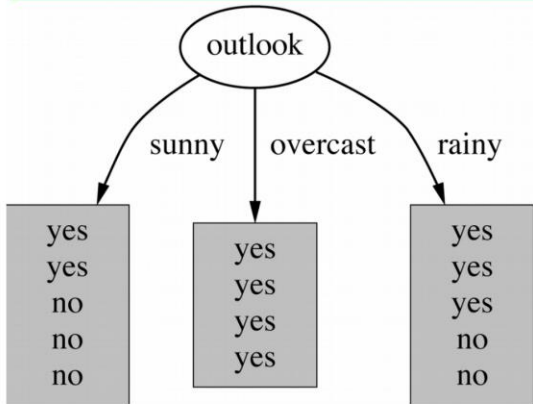 outlook
sunny
overcast
rainy
yes
yes
no
no
no
yes
yes
yes
yes
yes
yes
yes
no
no